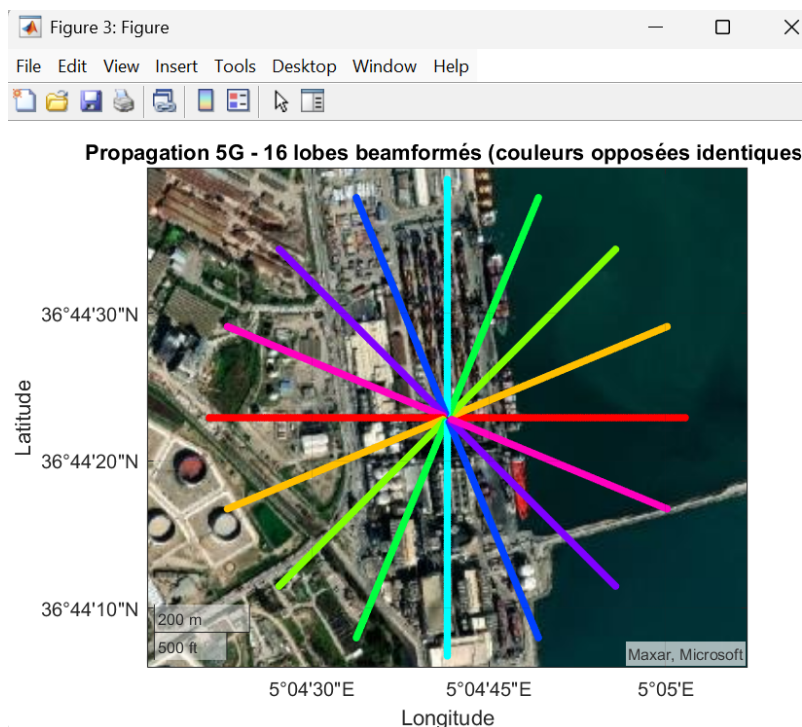 Figure 3: Figure
File Edit View Insert Tools Desktop Window Help
Propagation 5G - 16 lobes beamformés (couleurs opposées identiques
36°44'30"N
36°44'20"N
36°44'10"N
Latitude
200 m
500 ft
Maxar, Microsoft
5°04'30"E 5°04'45"E 5°05'E
Longitude